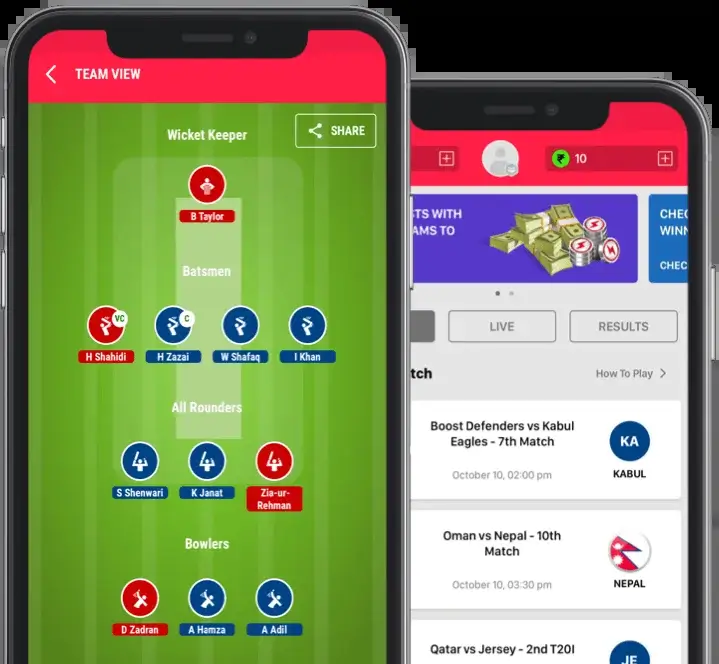 TEAM VIEW
SHARE
Wicket Keeper
B Taylor
Batsmen
VC
C
H Shahidi
H Zazai
W Shafaq
I Khan
All Rounders
S Shenwari
K Janat
Zia-ur-
Rehman
Bowlers
D Zadran
A Hamza
A Adil
₹ 10
TS WITH
AMS TO
CHEC
WINN
CHEC
LIVE
RESULTS
tch
How To Play
Boost Defenders vs Kabul
Eagles - 7th Match
October 10, 02:00 pm
KA
KABUL
Oman vs Nepal - 10th
Match
October 10, 03:30 pm
NEPAL
Qatar vs Jersey - 2nd T20I
JE